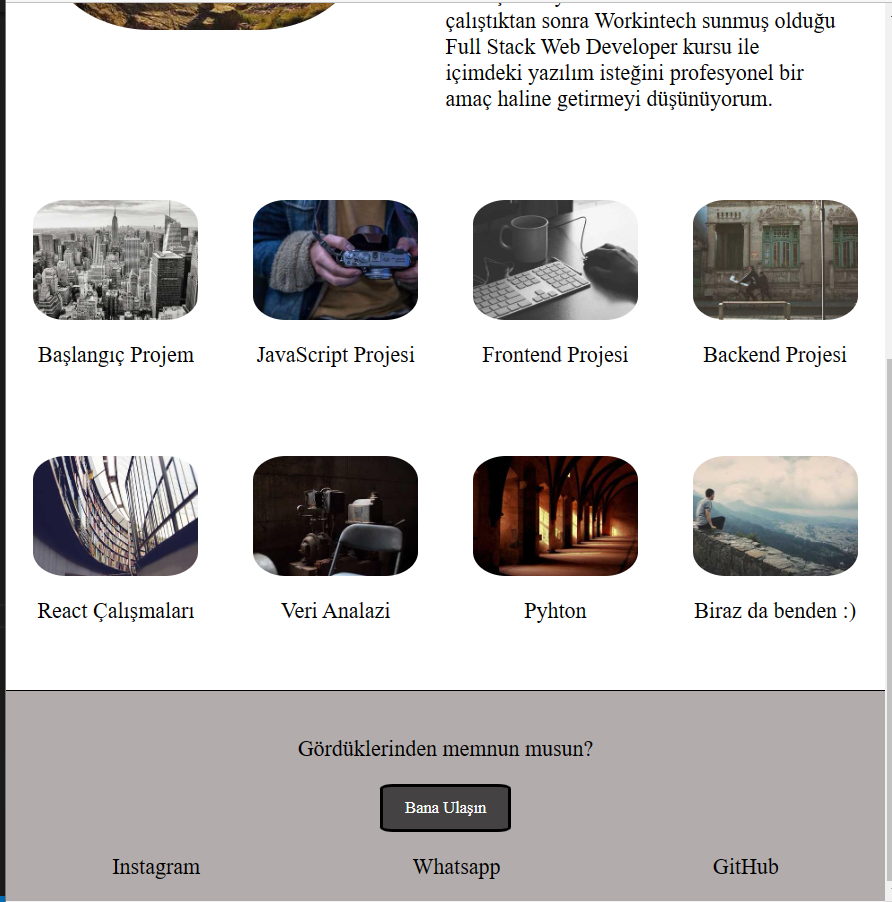 çalıştıktan sonra Workintech sunmuş olduğu
Full Stack Web Developer kursu ile
içimdeki yazılım isteğini profesyonel bir
amaç haline getirmeyi düşünüyorum.
Başlangıç Projem
JavaScript Projesi
Frontend Projesi
Backend Projesi
React Çalışmaları
Veri Analazi
Pyhton
Biraz da benden :)
Gördüklerinden memnun musun?
Bana Ulaşın
Instagram
Whatsapp
GitHub